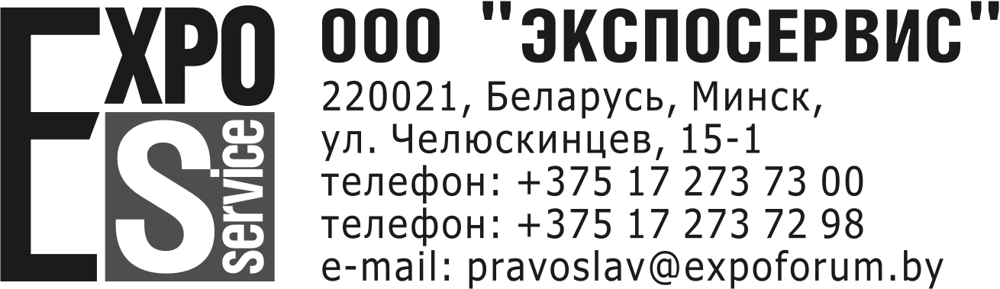 EXPO
S service
ООО "ЭКСПОСЕРВИС"
220021, Беларусь, Минск,
ул. Челюскинцев, 15-1
телефон: +375 17 273 73 00
телефон: +375 17 273 72 98
e-mail: pravoslav@expoforum.by